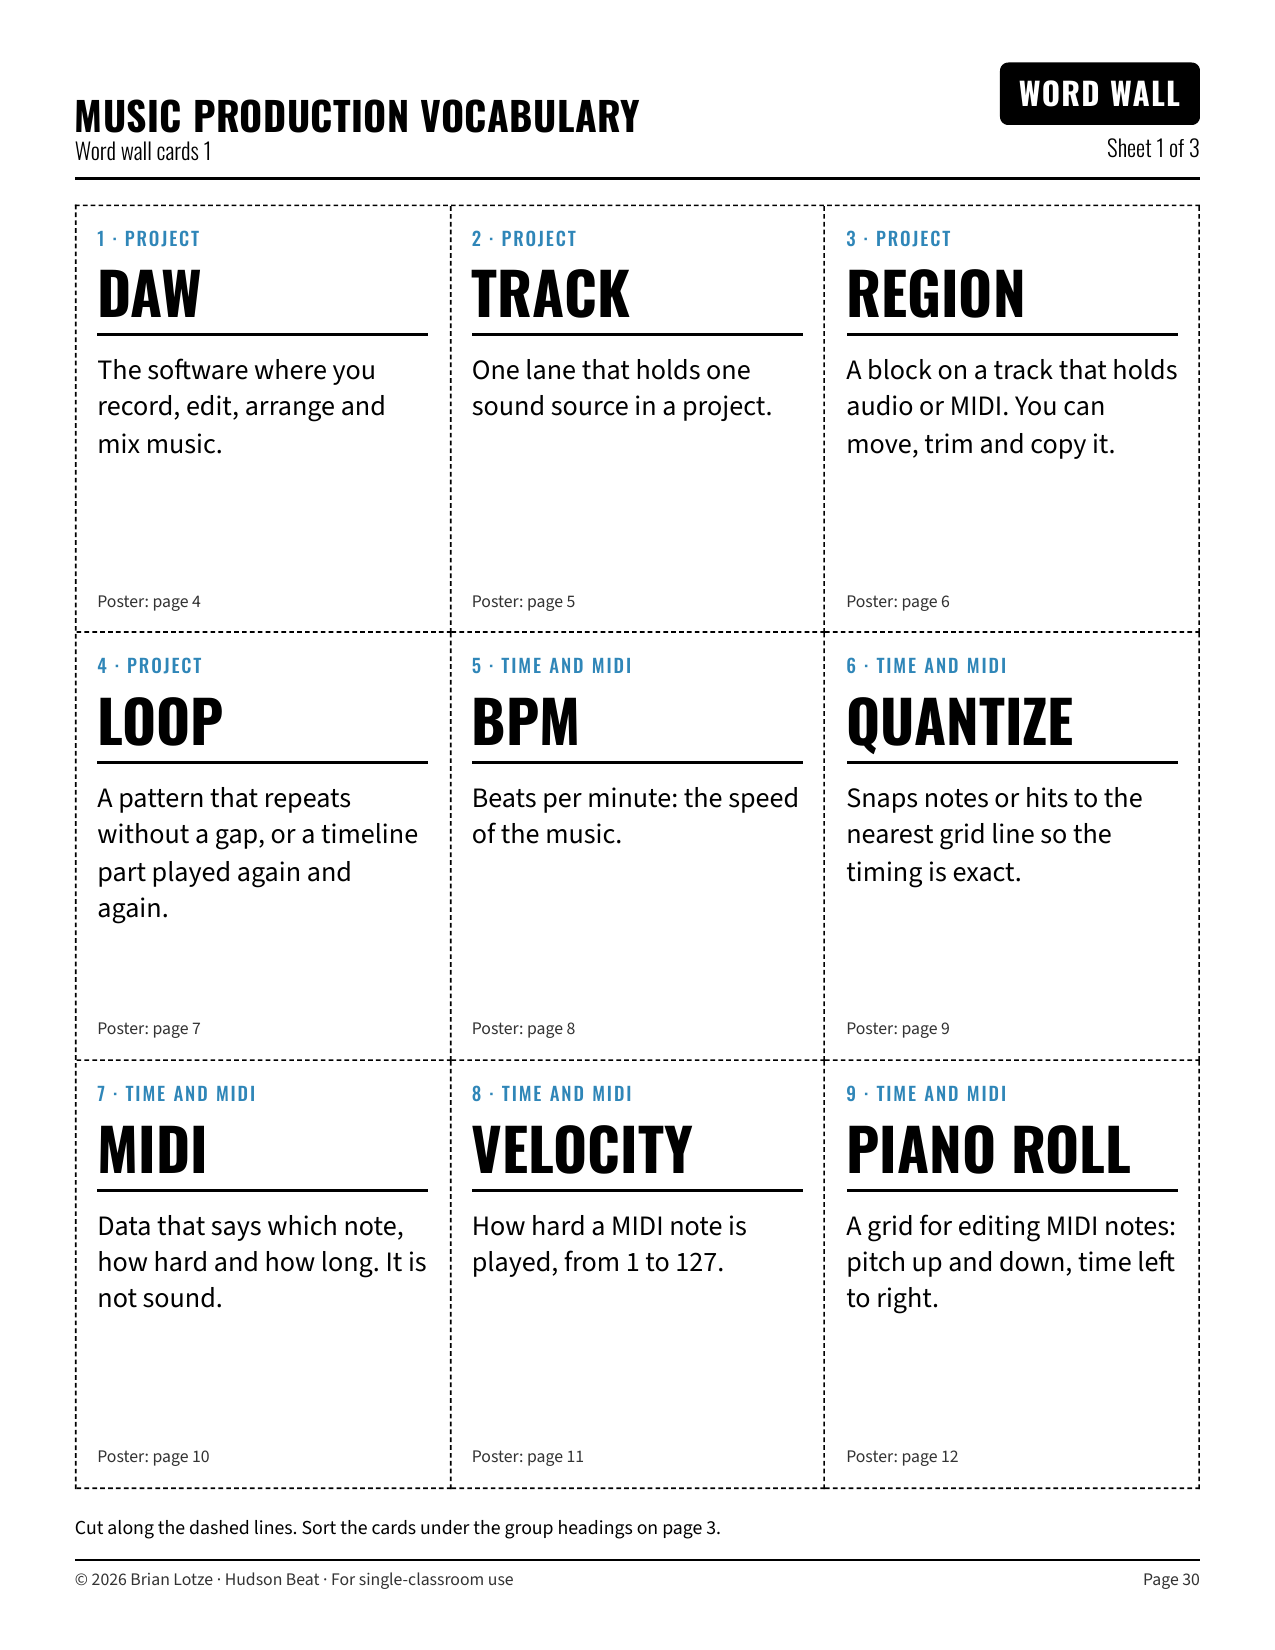 MUSIC PRODUCTION VOCABULARY
Word wall cards 1
WORD WALL
Sheet 1 of 3
1 · PROJECT
DAW
The software where you
record, edit, arrange and
mix music.
Poster: page 4
2 · PROJECT
TRACK
One lane that holds one
sound source in a project.
Poster: page 5
3 · PROJECT
REGION
A block on a track that holds
audio or MIDI. You can
move, trim and copy it.
Poster: page 6
4 · PROJECT
LOOP
A pattern that repeats
without a gap, or a timeline
part played again and
again.
Poster: page 7
5 · TIME AND MIDI
BPM
Beats per minute: the speed
of the music.
Poster: page 8
6 · TIME AND MIDI
QUANTIZE
Snaps notes or hits to the
nearest grid line so the
timing is exact.
Poster: page 9
7 · TIME AND MIDI
MIDI
Data that says which note,
how hard and how long. It is
not sound.
Poster: page 10
8 · TIME AND MIDI
VELOCITY
How hard a MIDI note is
played, from 1 to 127.
Poster: page 11
9 · TIME AND MIDI
PIANO ROLL
A grid for editing MIDI notes:
pitch up and down, time left
to right.
Poster: page 12
Cut along the dashed lines. Sort the cards under the group headings on page 3.
© 2026 Brian Lotze · Hudson Beat · For single-classroom use
Page 30